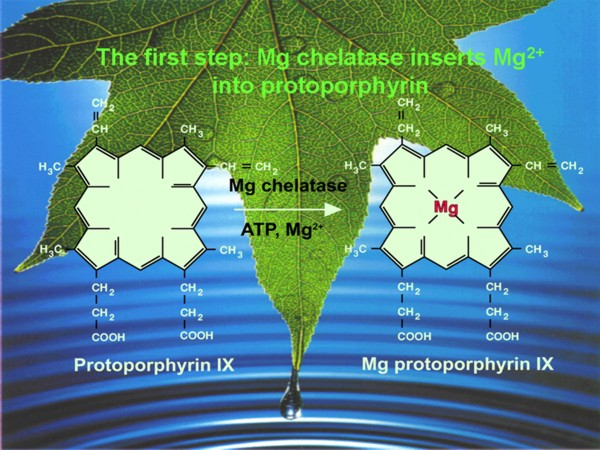 The first step: Mg chelatase inserts Mg2+
into protoporphyrin
CH2
CH
CH3
H3C
CH = CH2
H3C
CH3
CH2
CH2
CH2
CH2
COOH
COOH
Protoporphyrin IX
Mg chelatase
ATP, Mg2+
CH2
CH2
CH3
H3C
CH = CH2
Mg
H3C
CH3
CH2
CH2
CH2
CH2
COOH
COOH
Mg protoporphyrin IX